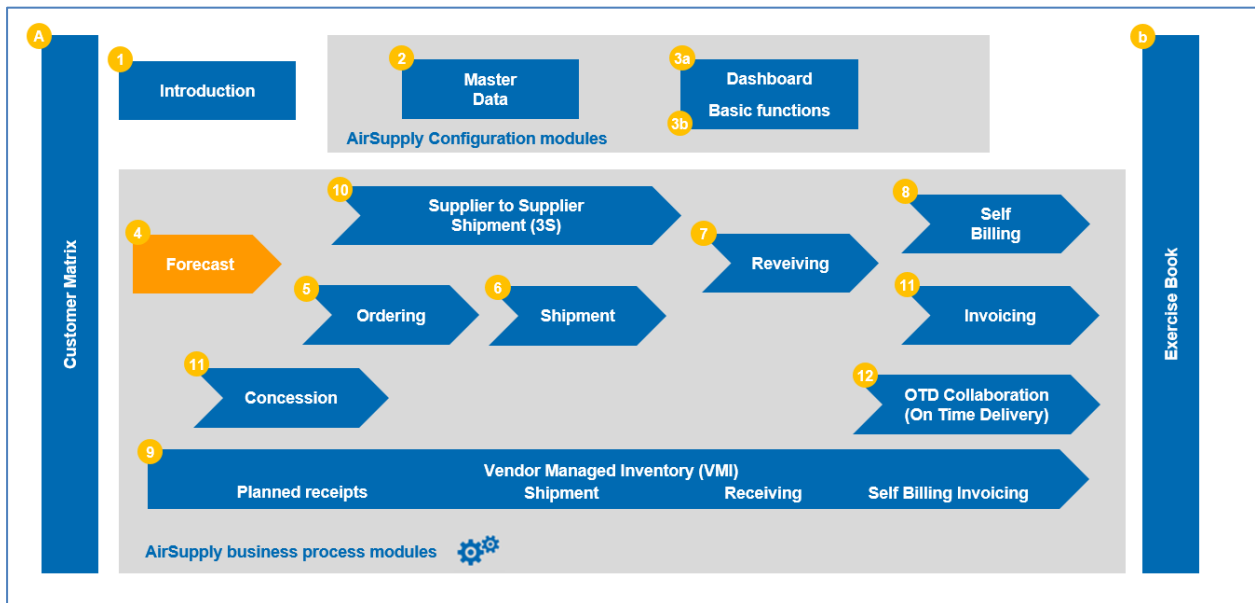 A
Customer Matrix
1
Introduction
2
Master
Data
3a
Dashboard
Basic functions
3b
AirSupply Configuration modules
b
Exercise Book
4
Forecast
10
Supplier to Supplier
Shipment (3S)
5
Ordering
6
Shipment
7
Reveiving
8
Self
Billing
11
Invoicing
11
Concession
12
OTD Collaboration
(On Time Delivery)
9
Vendor Managed Inventory (VMI)
Planned receipts Shipment Receiving Self Billing Invoicing
AirSupply business process modules